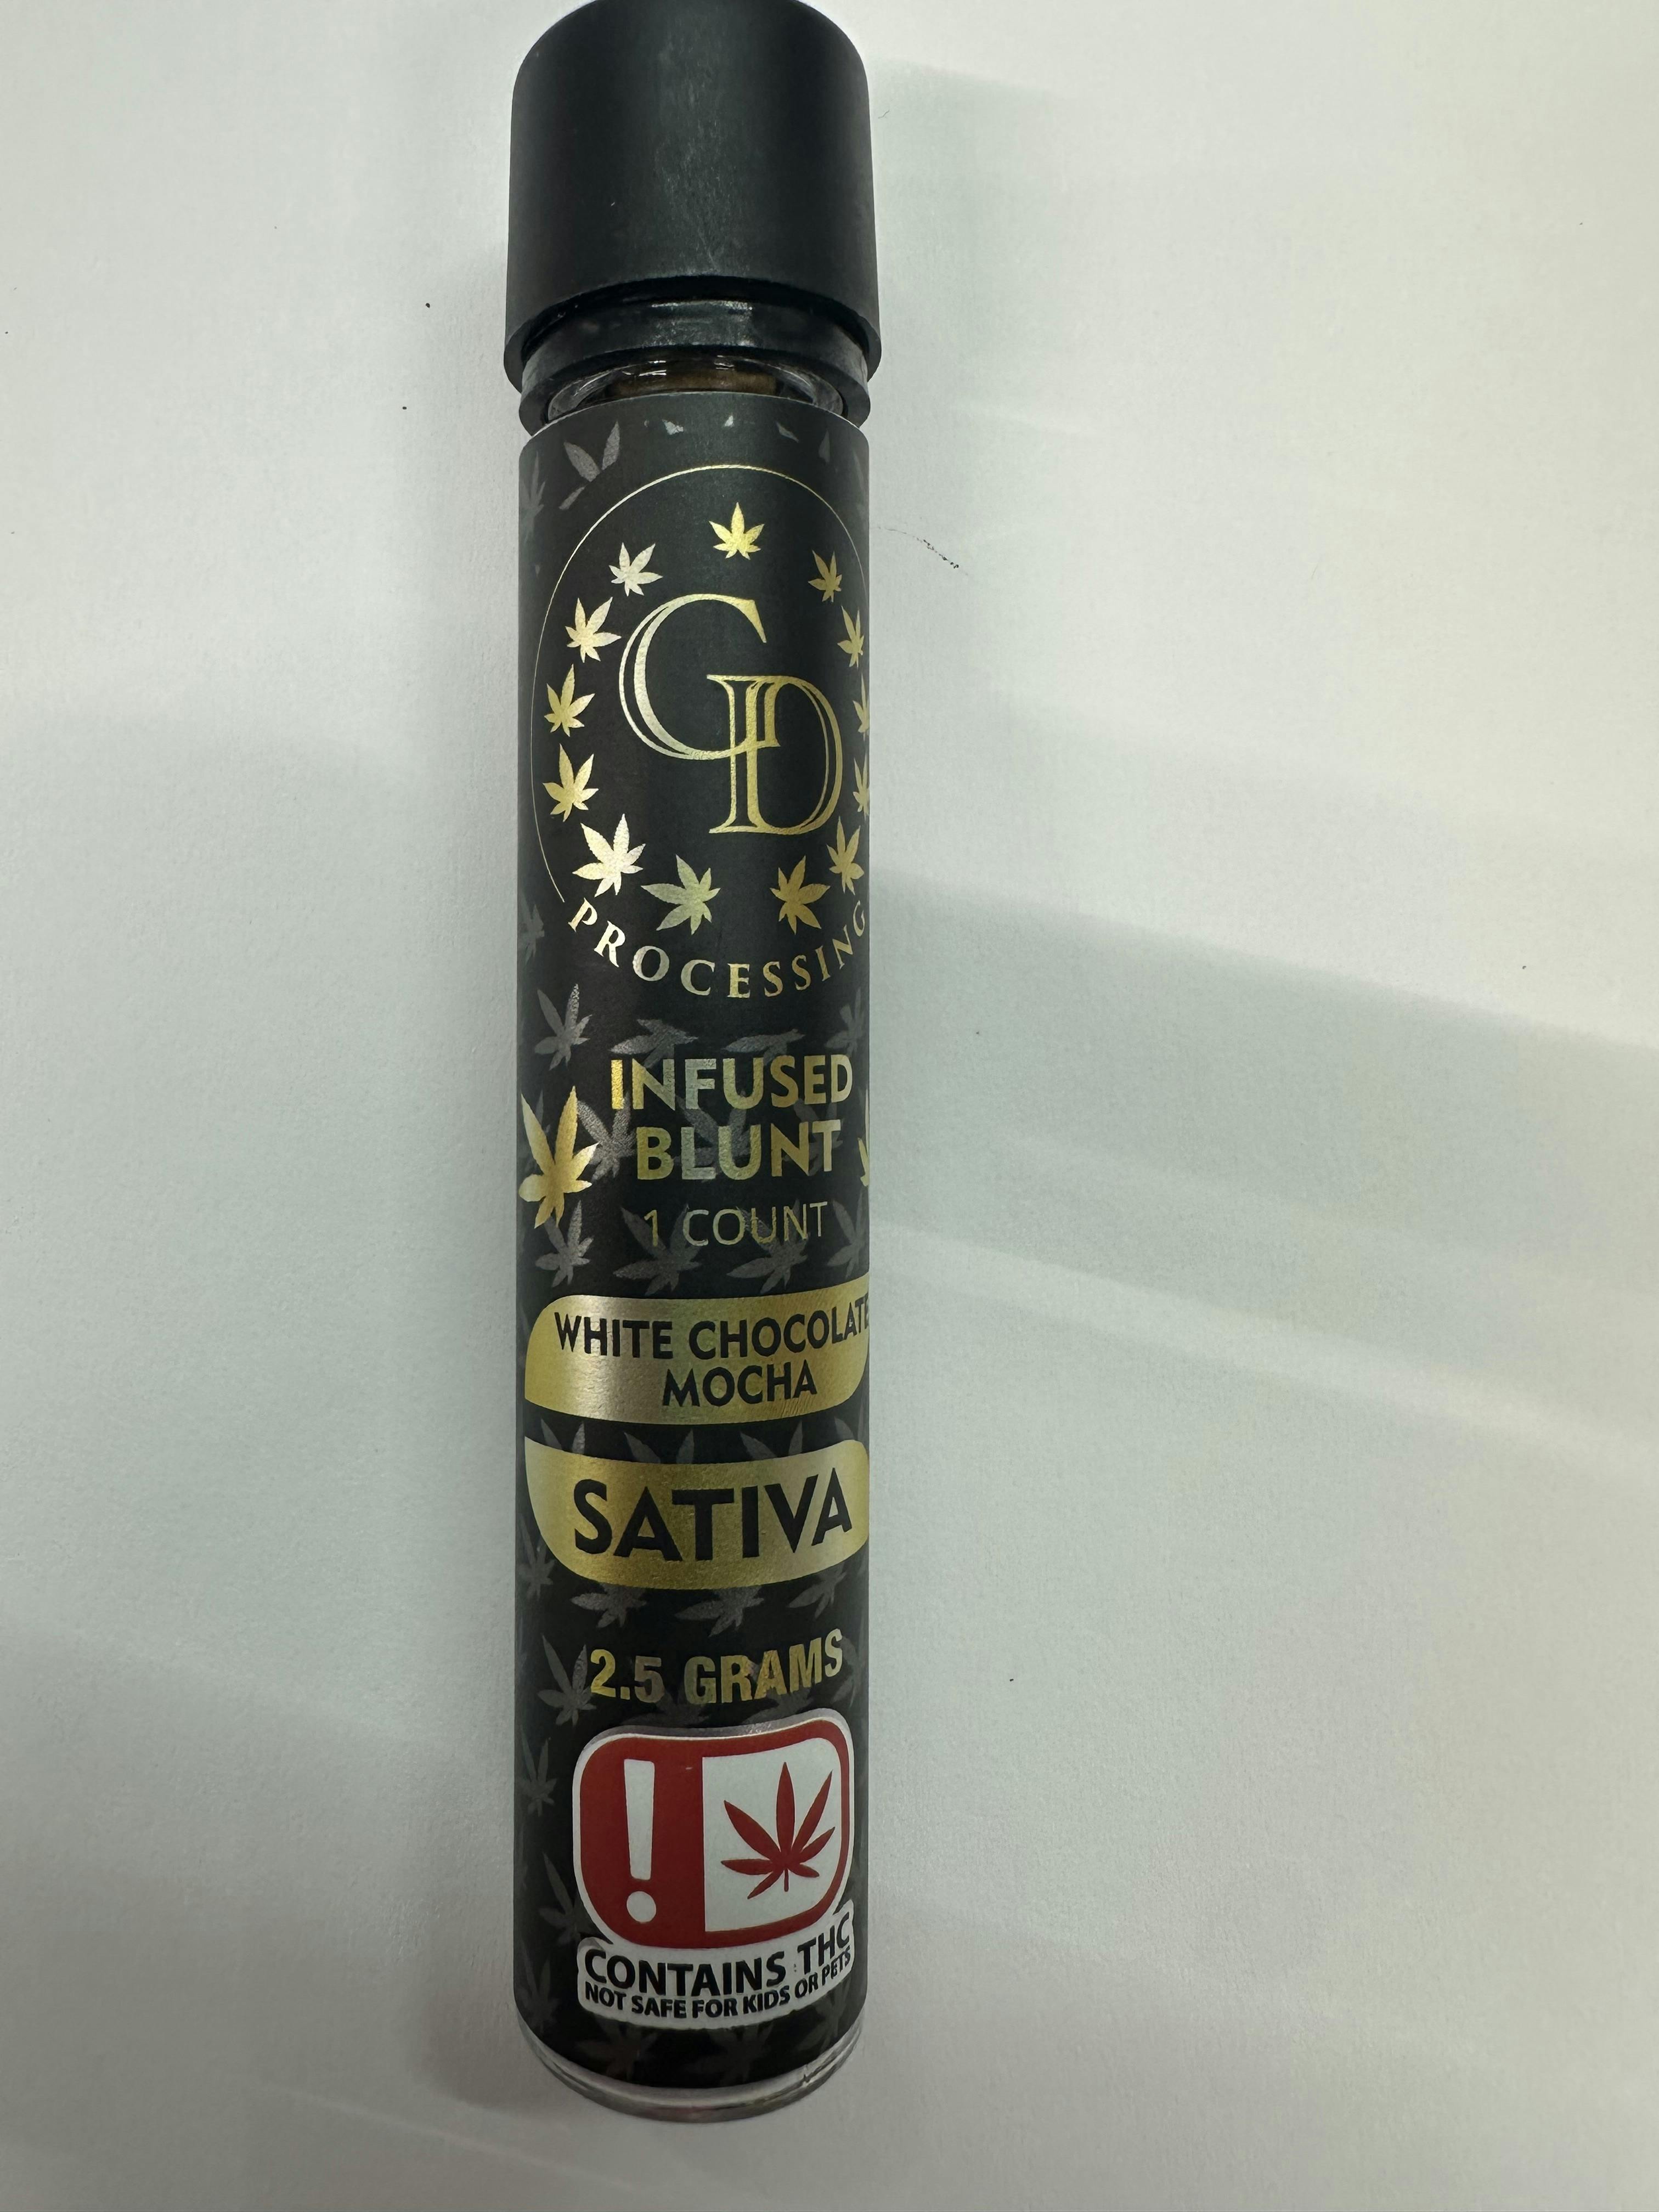 GD
PROCESSING
INFUSED
BLUNT
1 COUNT
WHITE CHOCOLATE
MOCHA
SATIVA
2.5 GRAMS
!
CONTAINS THC
NOT SAFE FOR KIDS OR PETS